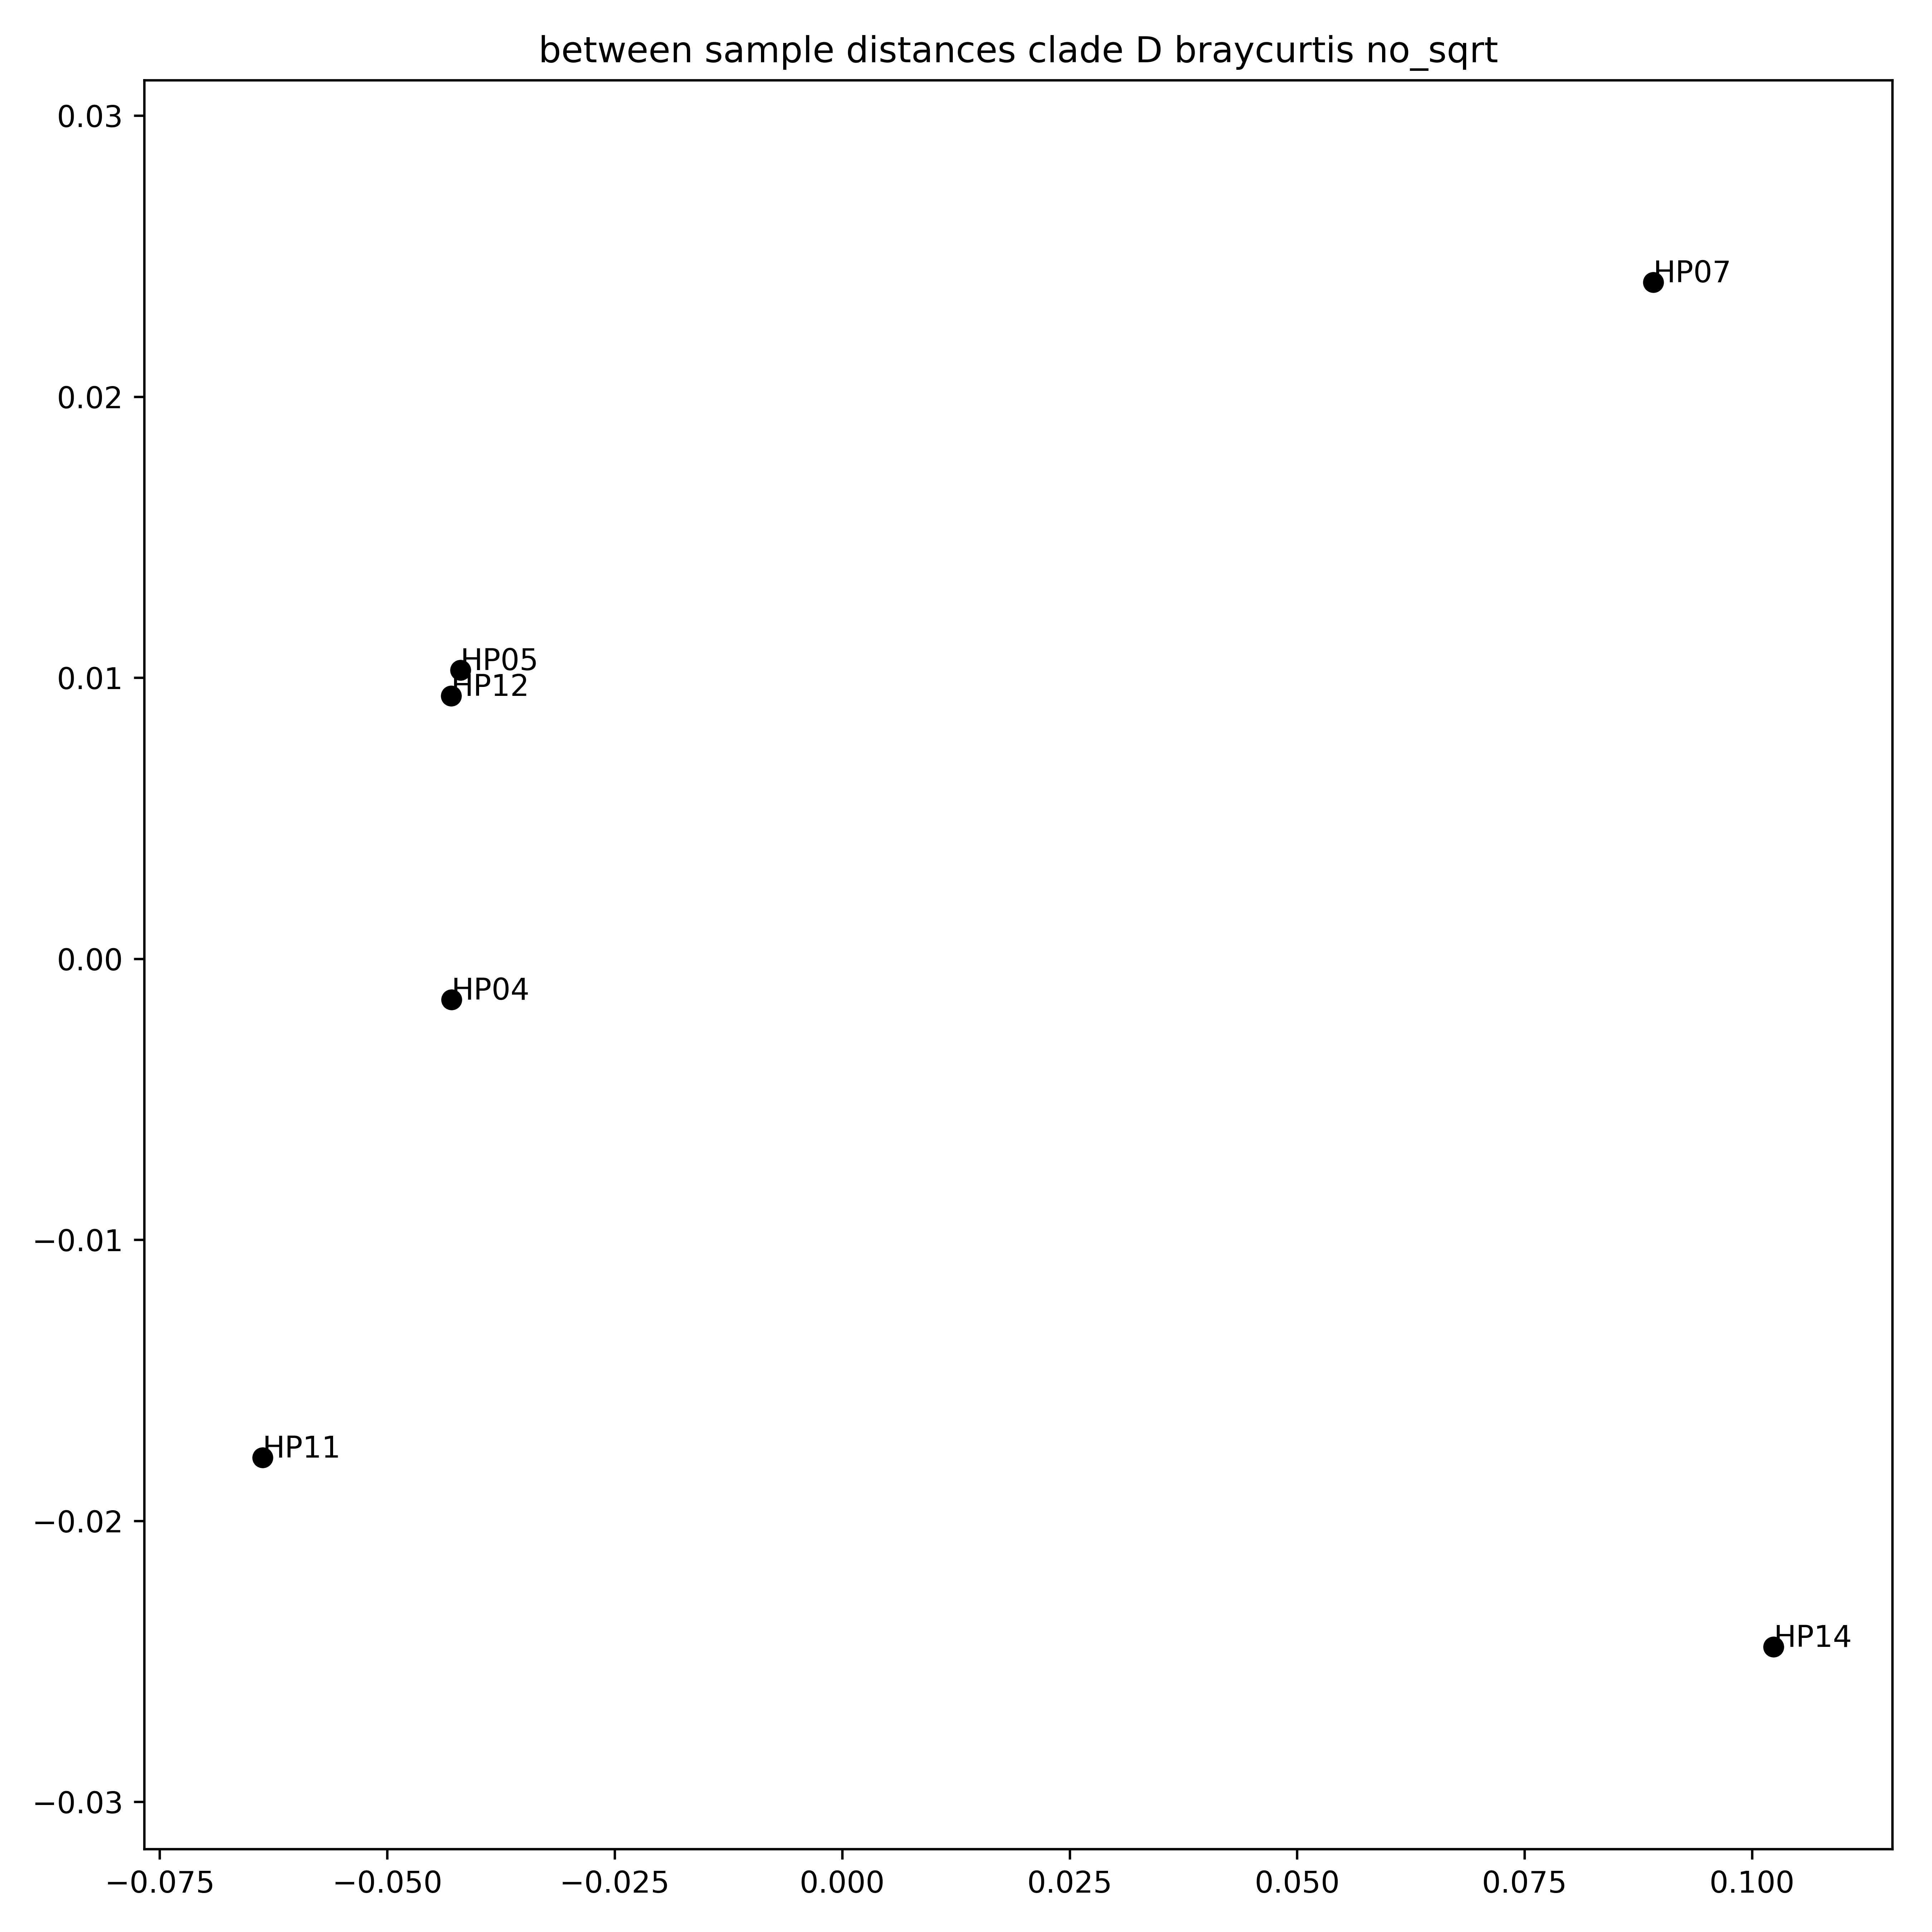 between sample distances clade D braycurtis no_sqrt
0.03
HP07
0.02
HP05
0.01
HP12
0.00
HP04
−0.01
HP11
−0.02
HP14
−0.03
−0.075 −0.050 −0.025 0.000 0.025 0.050 0.075 0.100